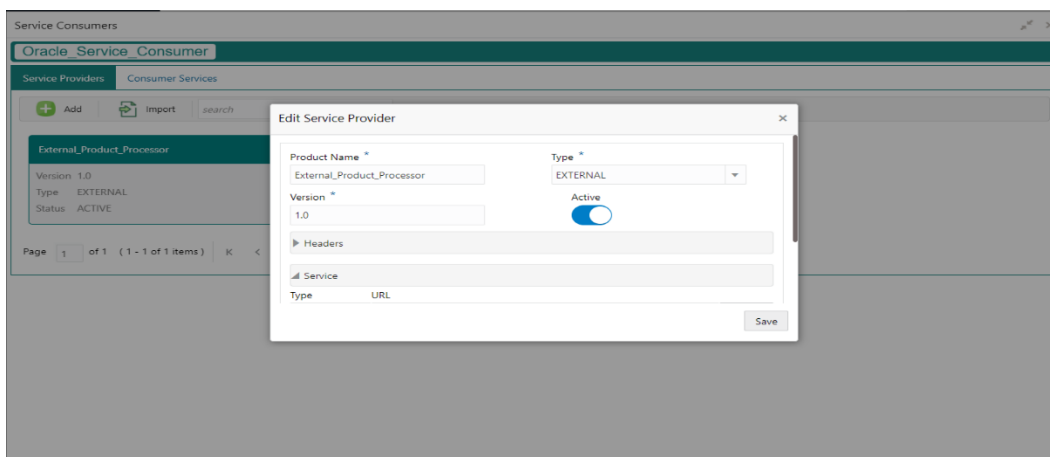 Service Consumers
Oracle_Service_Consumer
Service Providers Consumer Services
Add Import search
External_Product_Processor
Version 1.0
Type EXTERNAL
Status ACTIVE
Page 1 of 1 (1 - 1 of 1 items) K <
Edit Service Provider ×
Product Name * Type *
External_Product_Processor EXTERNAL
Version * Active
1.0
Headers
Service
Type URL
Save